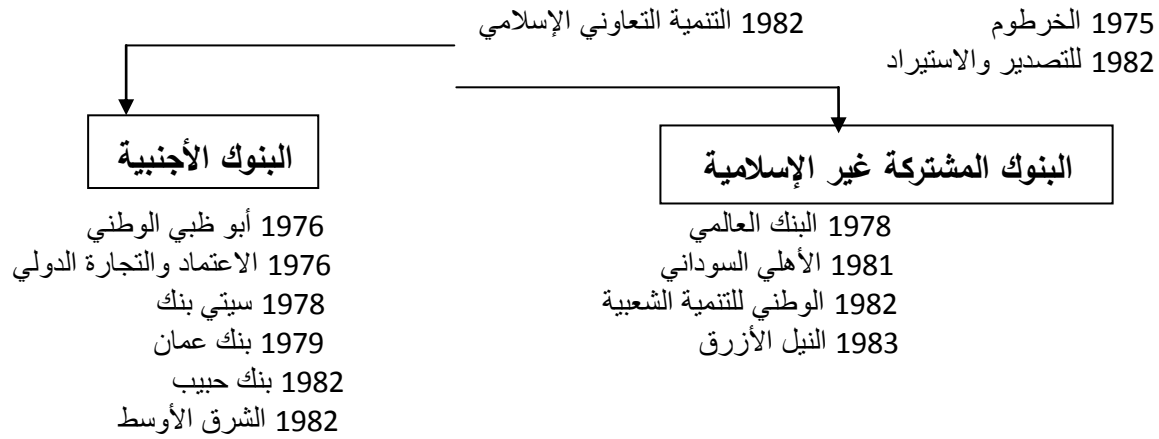 1975 الخرطوم
1982 للتصدير والاستيراد
1982 التنمية التعاوني الإسلامي
البنوك المشتركة غير الإسلامية
1978 البنك العالمي
1981 الأهلي السوداني
1982 الوطني للتنمية الشعبية
1983 النيل الأزرق
البنوك الأجنبية
1976 أبو ظبي الوطني
1976 الاعتماد والتجارة الدولي
1978 سيتي بنك
1979 بنك عمان
1982 بنك حبيب
1982 الشرق الأوسط